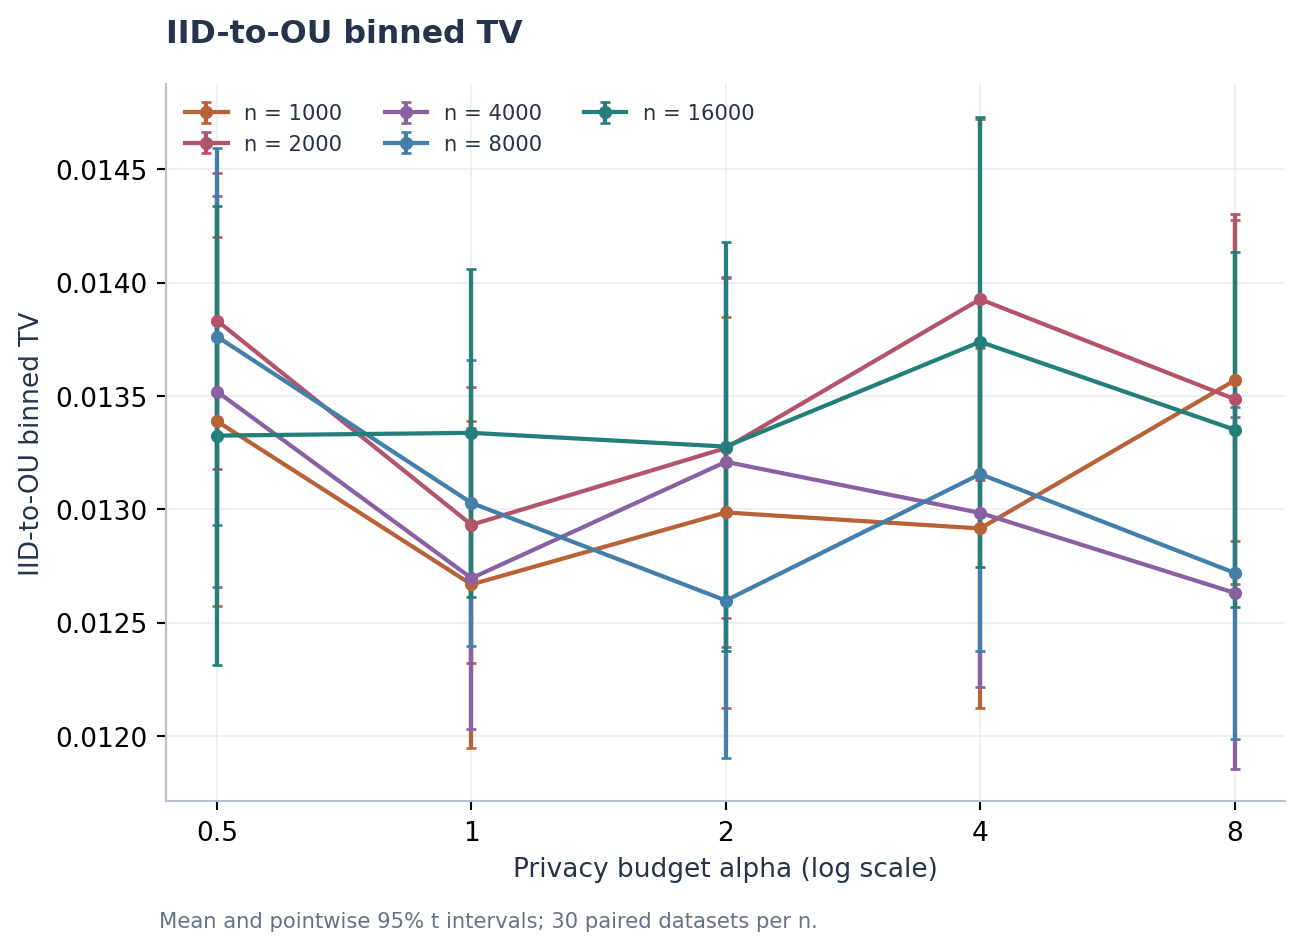 IID-to-OU binned TV
n = 1000
n = 2000
n = 4000
n = 8000
n = 16000
IID-to-OU binned TV
0.0145
0.0140
0.0135
0.0130
0.0125
0.0120
0.5
1
2
4
8
Privacy budget alpha (log scale)
Mean and pointwise 95% t intervals; 30 paired datasets per n.